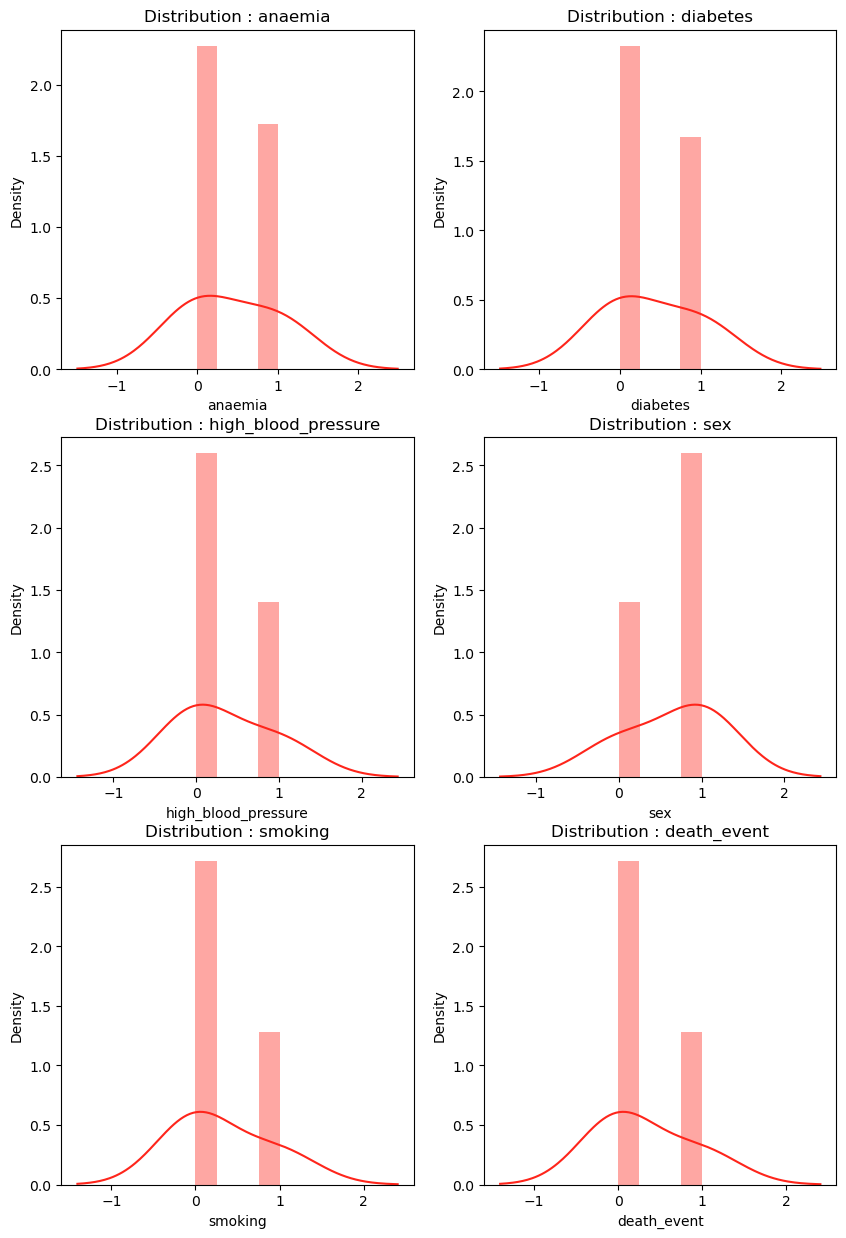 Distribution : anaemia
Density
2.0
1.5
1.0
0.5
0.0
−1 0 1 2
anaemia
Distribution : diabetes
Density
2.0
1.5
1.0
0.5
0.0
−1 0 1 2
diabetes
Distribution : high_blood_pressure
Density
2.5
2.0
1.5
1.0
0.5
0.0
−1 0 1 2
high_blood_pressure
Distribution : sex
Density
2.5
2.0
1.5
1.0
0.5
0.0
−1 0 1 2
sex
Distribution : smoking
Density
2.5
2.0
1.5
1.0
0.5
0.0
−1 0 1 2
smoking
Distribution : death_event
Density
2.5
2.0
1.5
1.0
0.5
0.0
−1 0 1 2
death_event